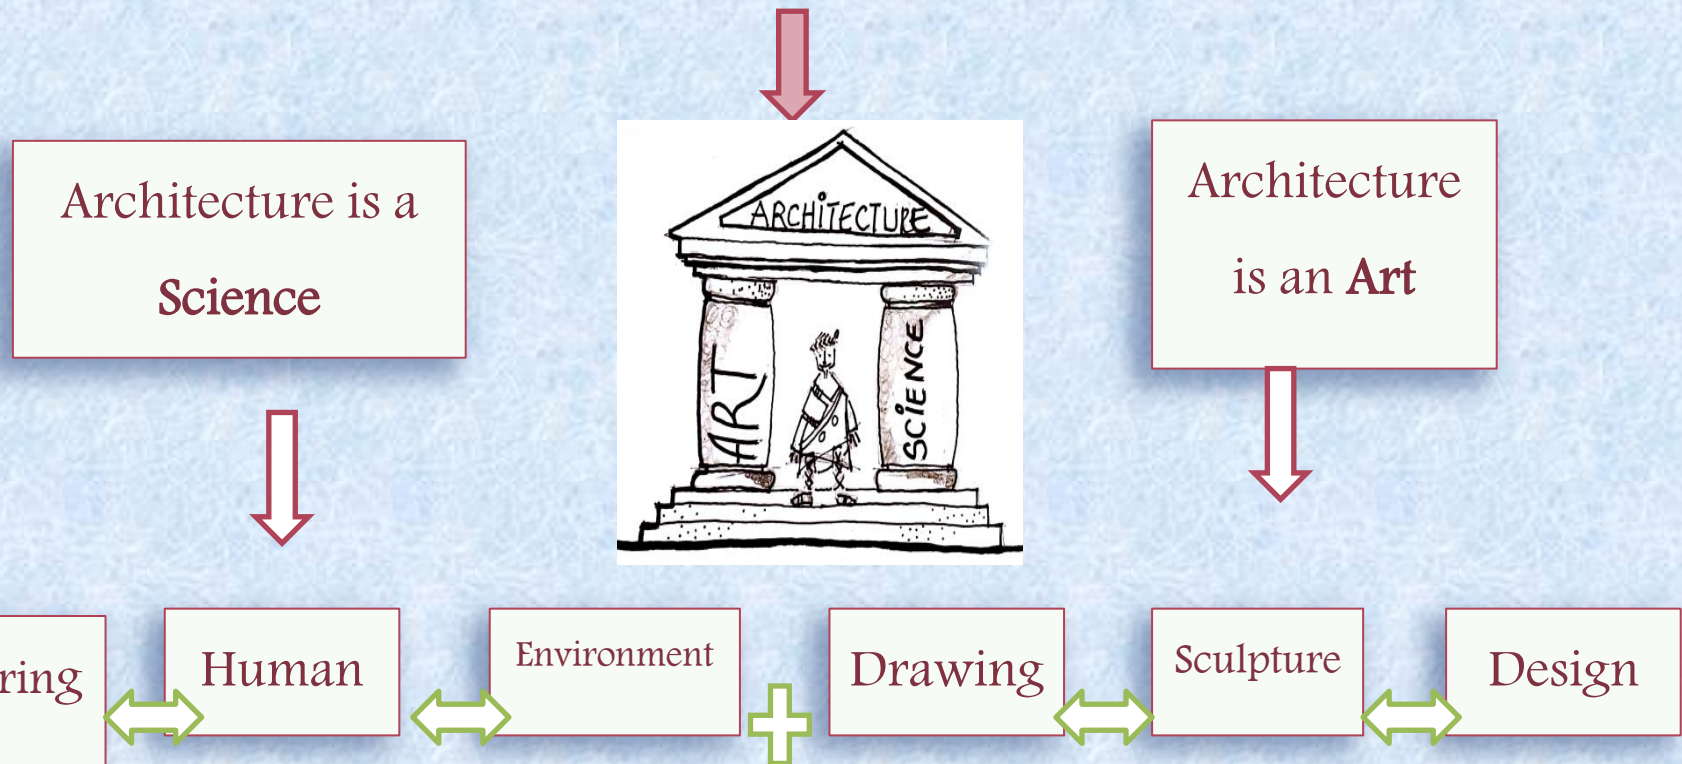 Architecture is a
Science
ARCHITECTURE
ART
SCIENCE
Architecture
is an Art
ring
Human
Environment
Drawing
Sculpture
Design